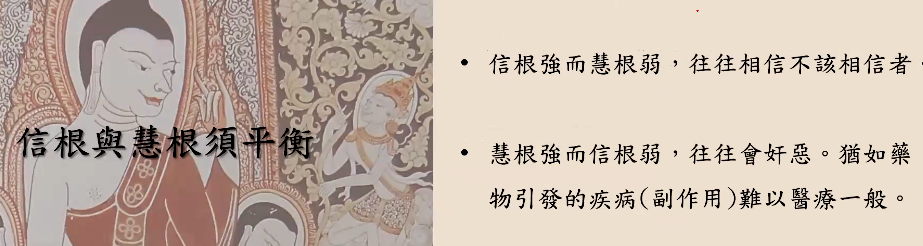 信根與慧根須平衡
• 信根強而慧根弱，往往相信不該相信者。
• 慧根強而信根弱，往往會奸惡。猶如藥
物引發的疾病(副作用)難以醫療一般。